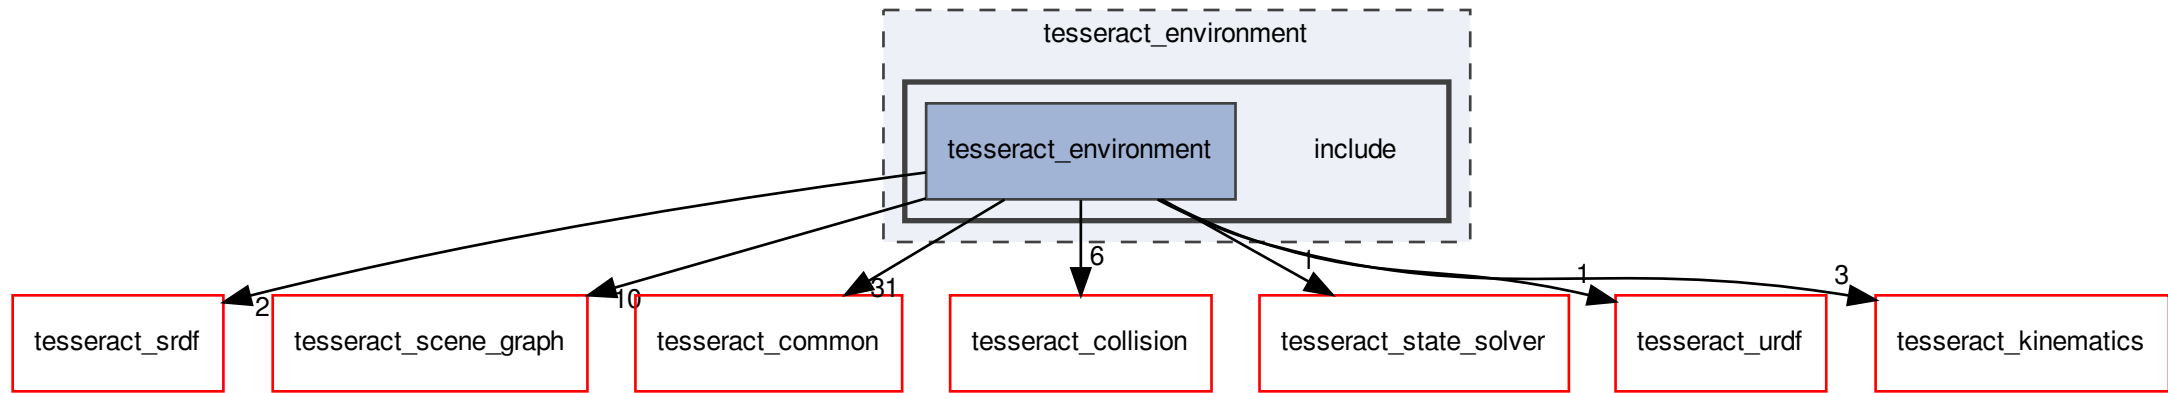 tesseract_environment
tesseract_environment
include
2
10
31
6
1
1
3
tesseract_srdf
tesseract_scene_graph
tesseract_common
tesseract_collision
tesseract_state_solver
tesseract_urdf
tesseract_kinematics